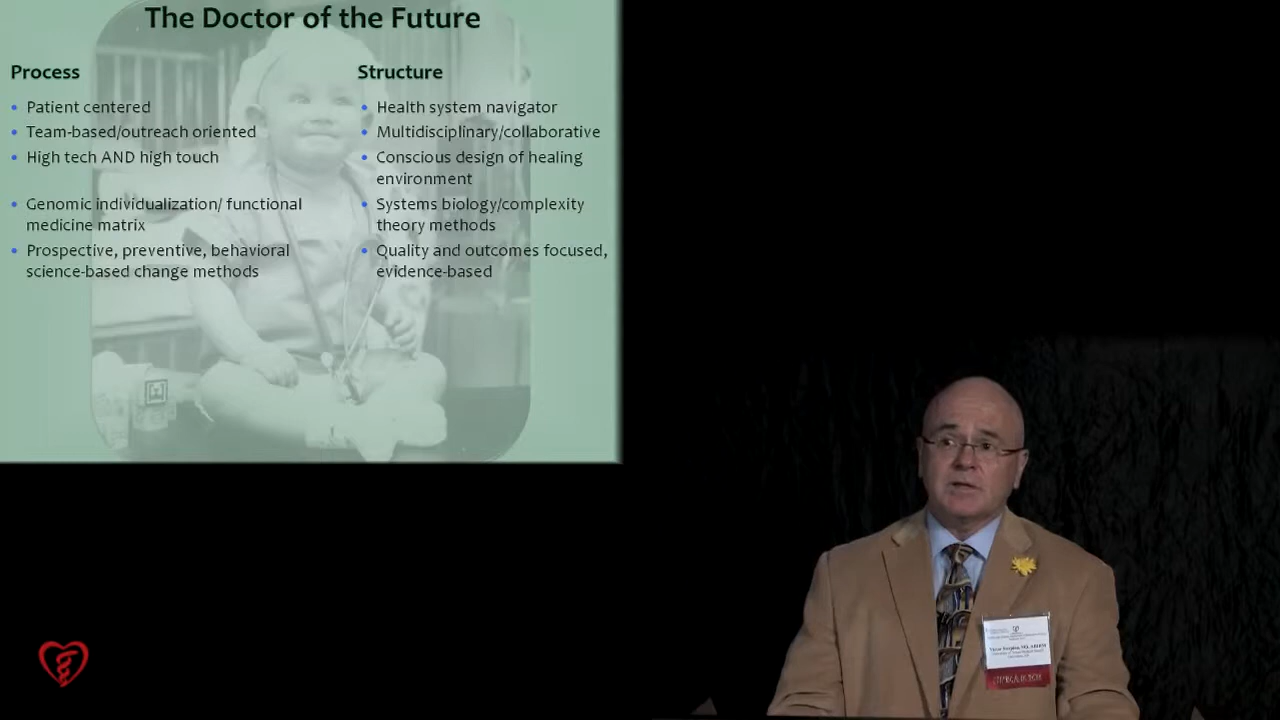 The Doctor of the Future
Process
• Patient centered
• Team-based/outreach oriented
• High tech AND high touch
• Genomic individualization/ functional
medicine matrix
• Prospective, preventive, behavioral
science-based change methods
Structure
• Health system navigator
• Multidisciplinary/collaborative
• Conscious design of healing
environment
• Systems biology/complexity
theory methods
• Quality and outcomes focused,
evidence-based